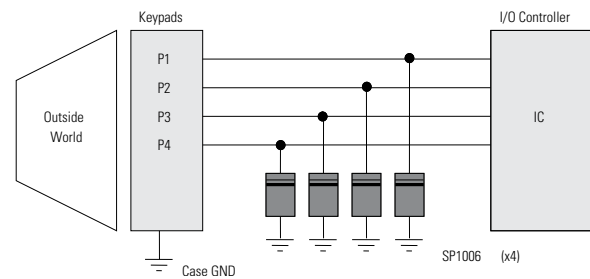 Keypads
I/O Controller
P1
P2
P3
P4
Outside
World
IC
SP1006 (x4)
Case GND